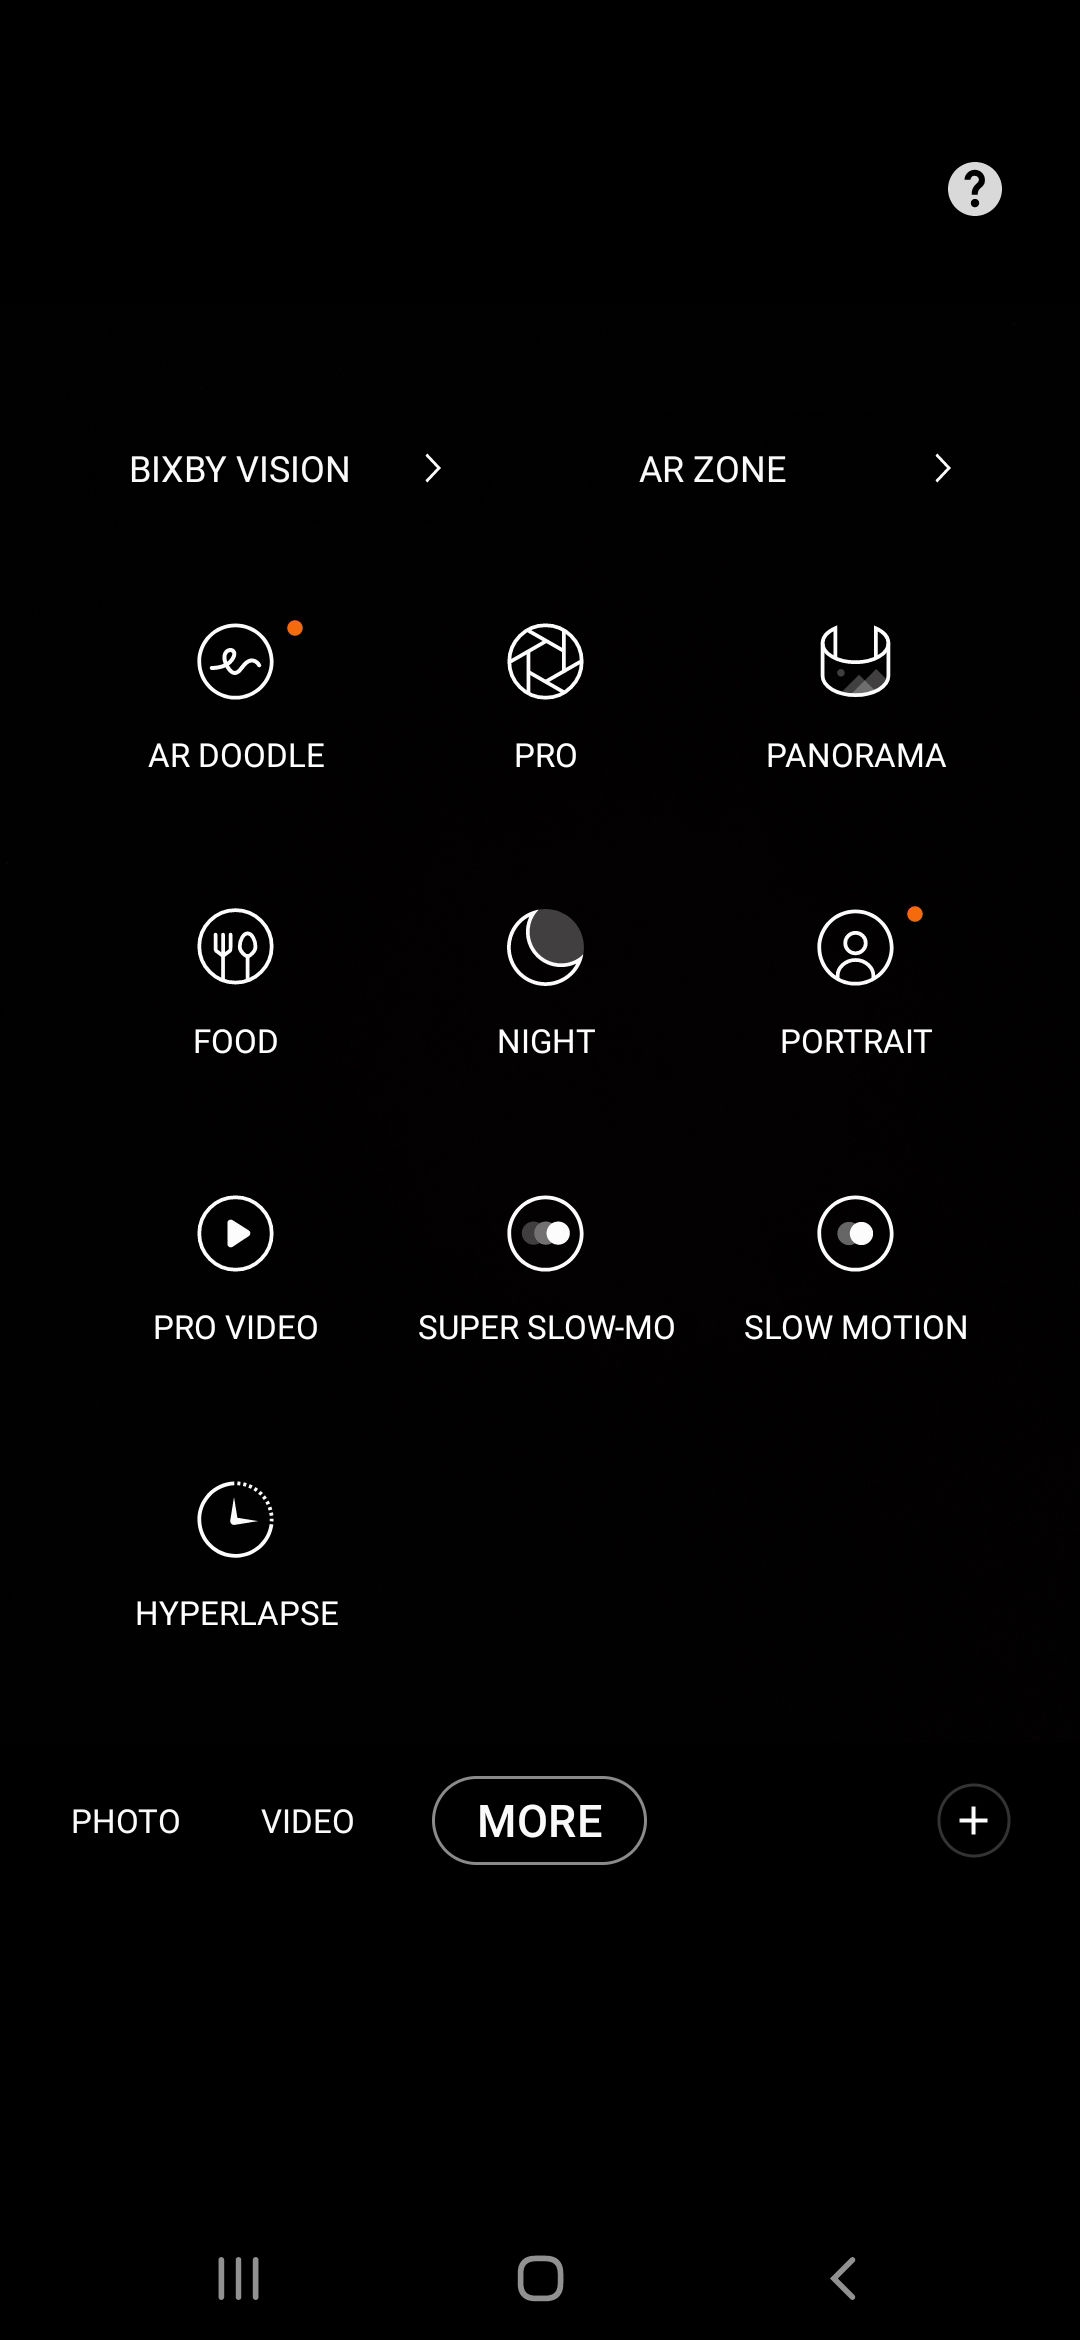 BIXBY VISION
AR ZONE
AR DOODLE
PRO
PANORAMA
FOOD
NIGHT
PORTRAIT
PRO VIDEO
SUPER SLOW-MO
SLOW MOTION
HYPERLAPSE
PHOTO
VIDEO
MORE